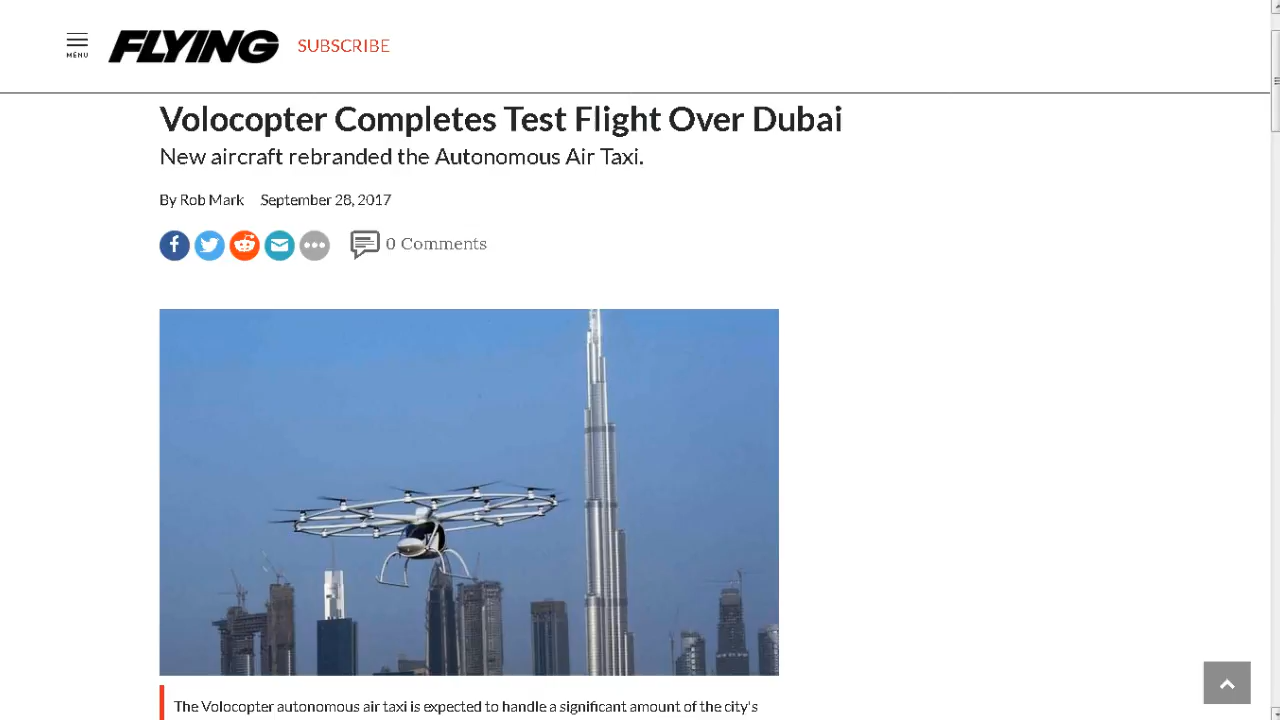 MENU
FLYING
SUBSCRIBE
Volocopter Completes Test Flight Over Dubai
New aircraft rebranded the Autonomous Air Taxi.
By Rob Mark September 28, 2017
0 Comments
The Volocopter autonomous air taxi is expected to handle a significant amount of the city's